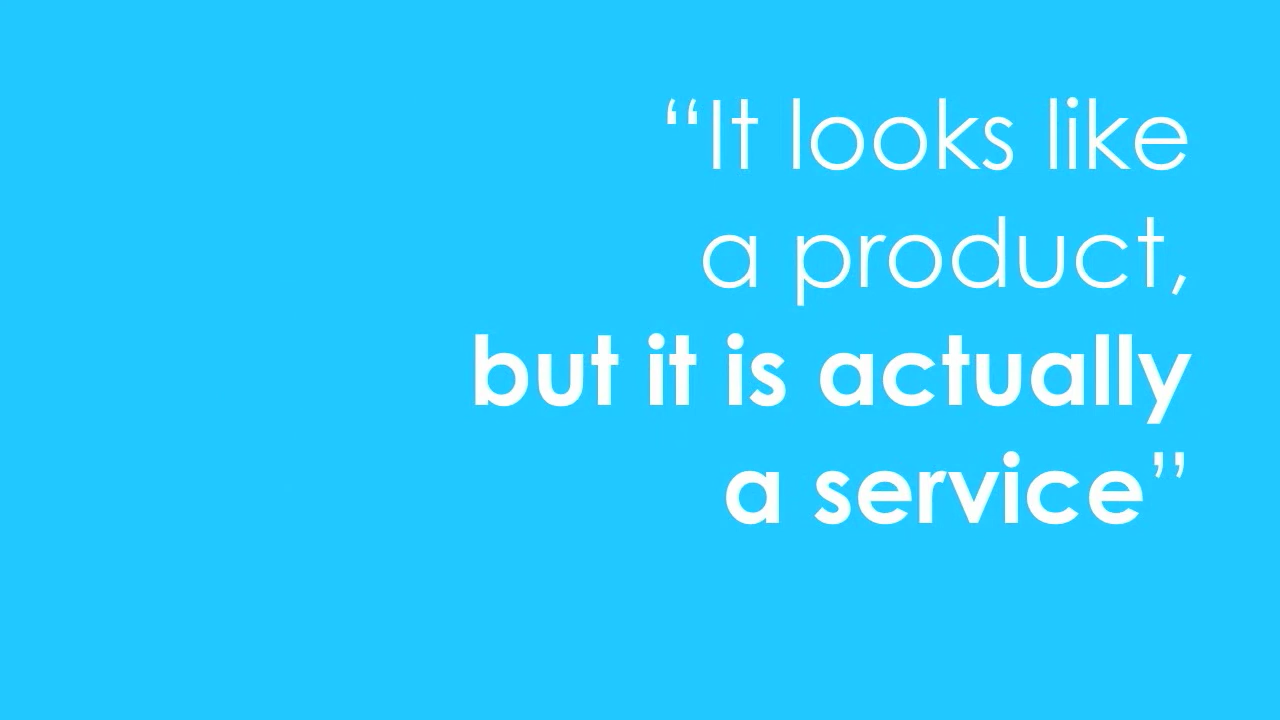 “It looks like
a product,
but it is actually
a service”